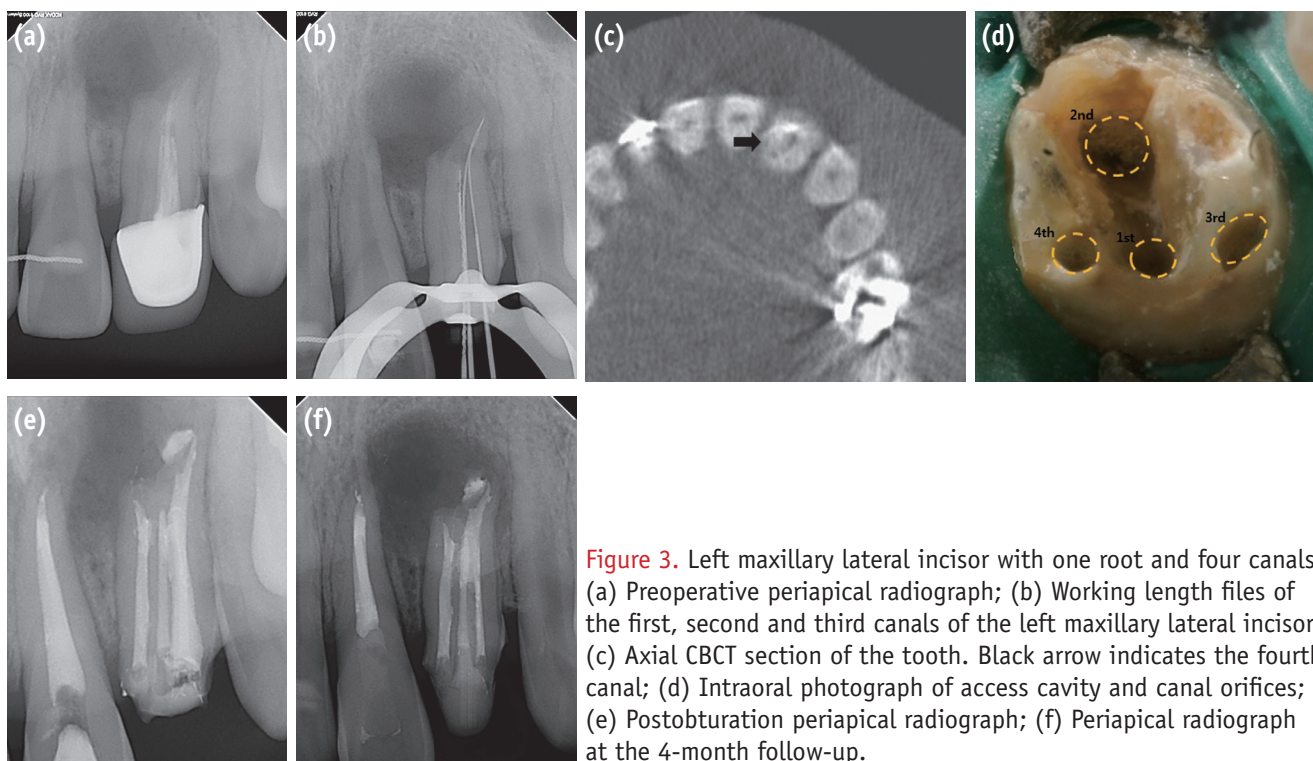 (a)
(b)
(c)
(d)
2nd
3rd
4th
1st
(e)
(f)
Figure 3. Left maxillary lateral incisor with one root and four canals
(a) Preoperative periapical radiograph; (b) Working length files of
the first, second and third canals of the left maxillary lateral incisor
(c) Axial CBCT section of the tooth. Black arrow indicates the fourth
canal; (d) Intraoral photograph of access cavity and canal orifices;
(e) Postobturation periapical radiograph; (f) Periapical radiograph
at the 4-month follow-up.